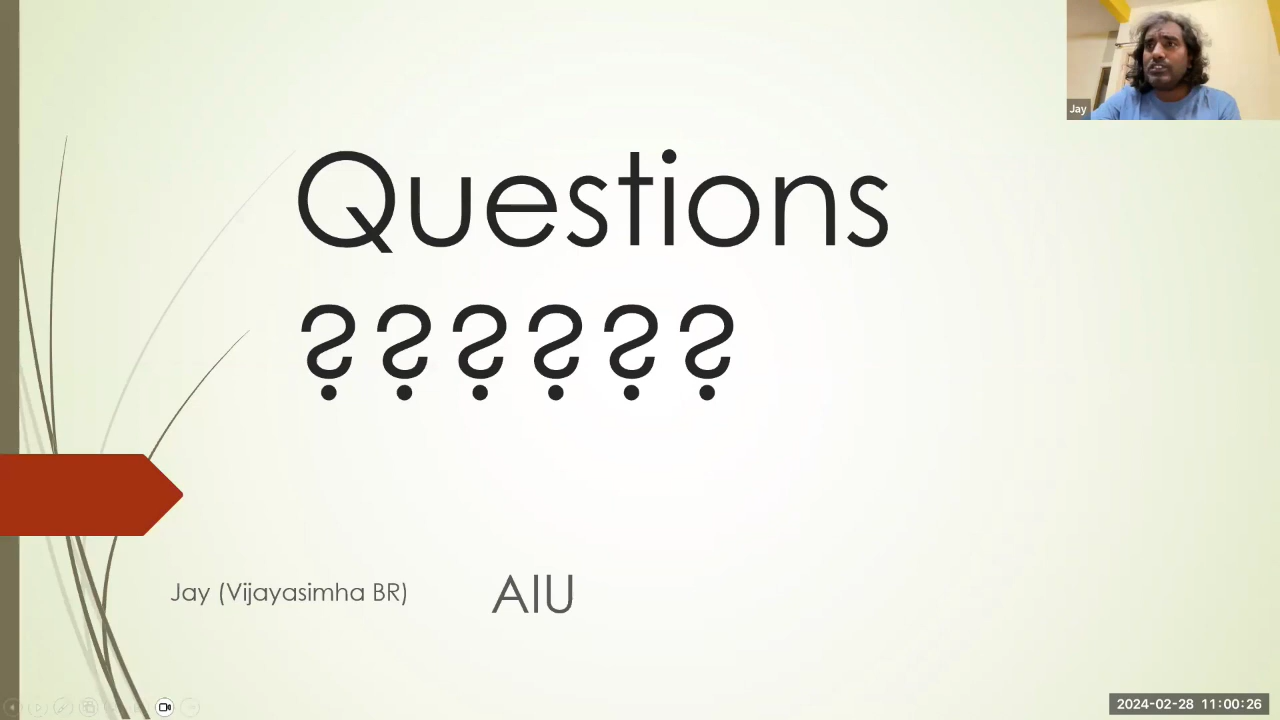 Jay
Questions
??????
Jay (Vijayasimha BR)
AIU
2024-02-28 11:00:26